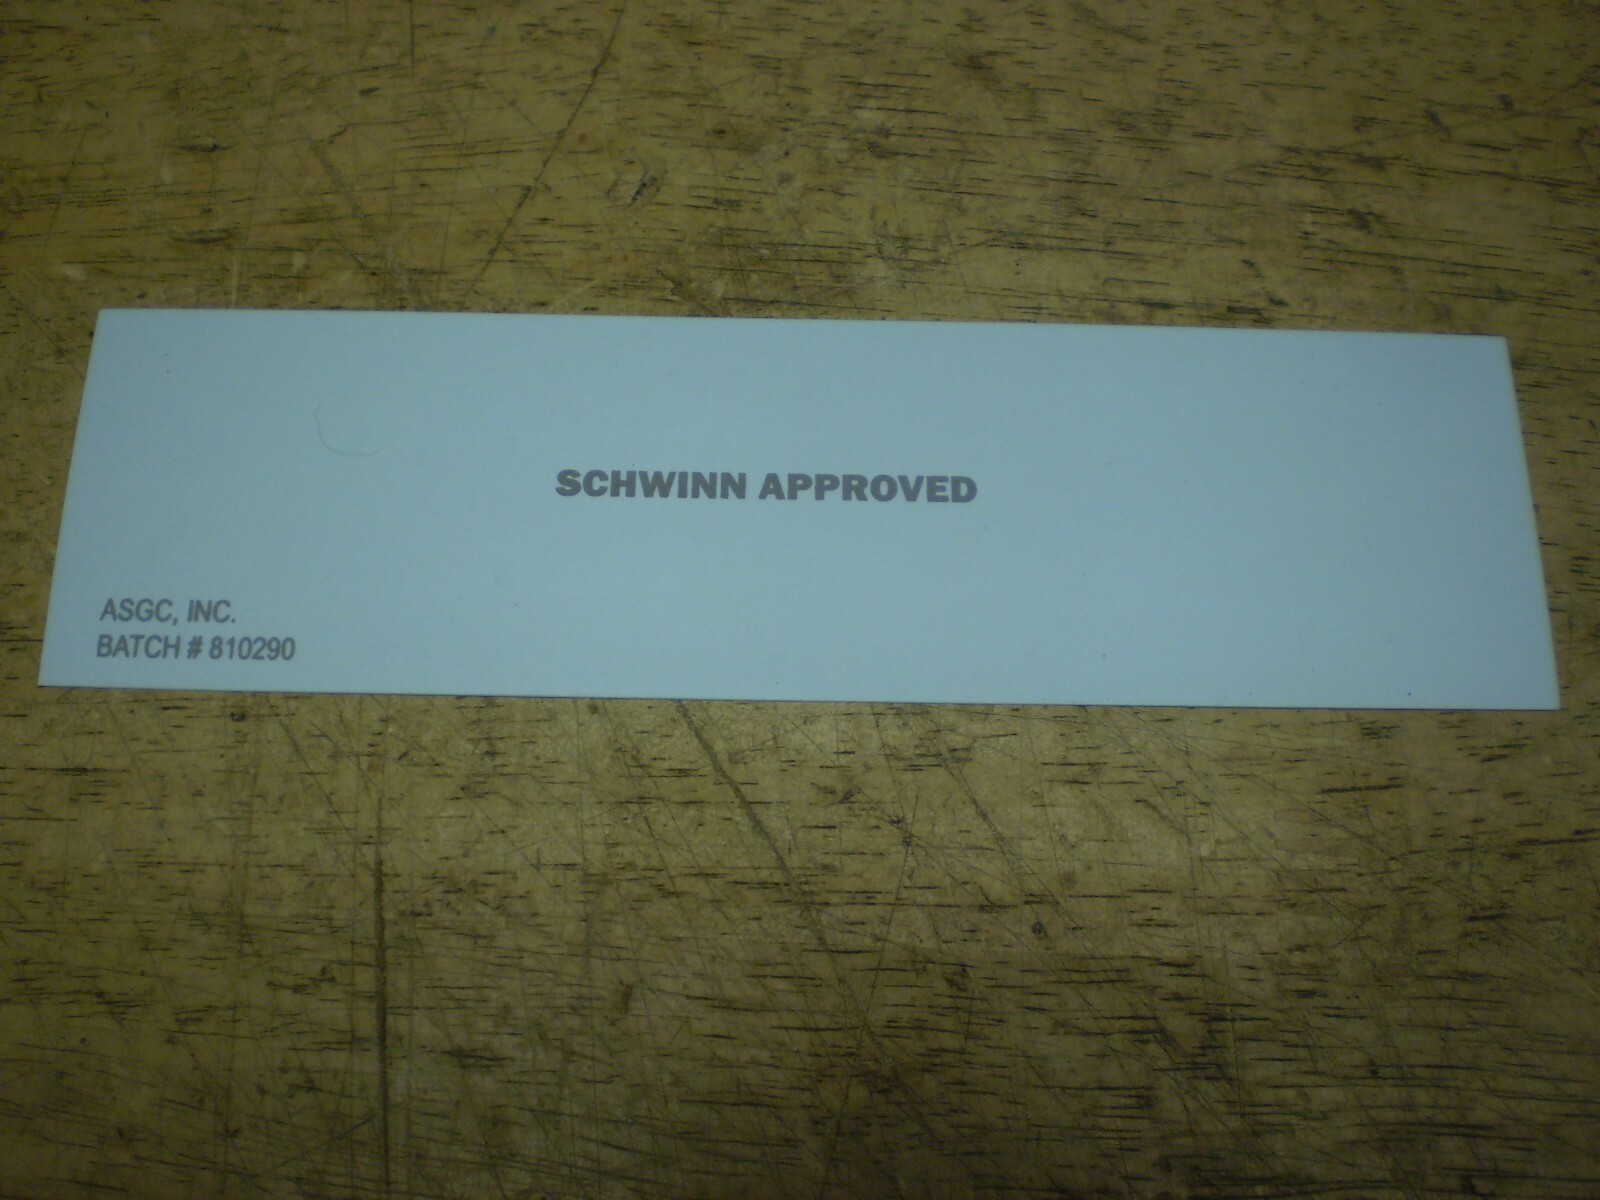 SCHWINN APPROVED
ASGC, INC.
BATCH # 810290